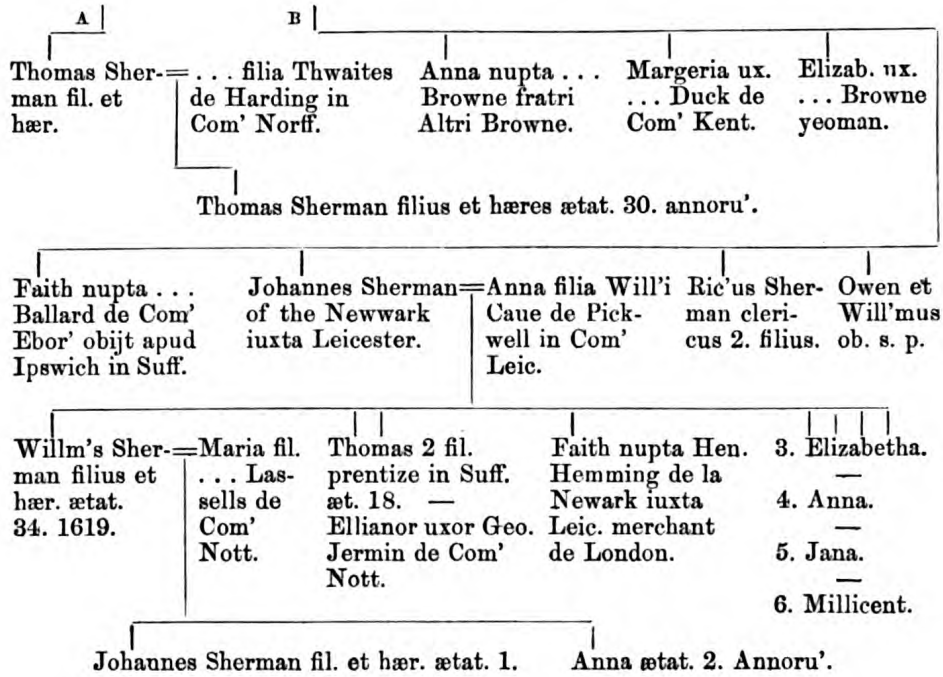 A B
Thomas Sher-
man fil. et
hær.
... filia Thwaites
de Harding in
Com' Norff.
Anna nupta ...
Browne fratri
Altri Browne.
Margeria ux.
... Duck de
Com' Kent.
Elizab. ux.
... Browne
yeoman.
Thomas Sherman filius et hæres ætat. 30. annoru'.
Faith nupta ...
Ballard de Com'
Ebor' obijt apud
Ipswich in Suff.
Johannes Sherman
of the Newwark
iuxta Leicester.
Anna filia Will'i
Caue de Pick-
well in Com'
Leic.
Ric'us Sher-
man cleri-
cus 2. filius.
Owen et
Will'mus
ob. s. p.
Willm's Sher-
man filius et
hær. ætat.
34. 1619.
Maria fil.
... Las-
sells de
Com'
Nott.
Thomas 2 fil.
prentize in Suff.
æt. 18. —
Ellianor uxor Geo.
Jermin de Com'
Nott.
Faith nupta Hen.
Hemming de la
Newark iuxta
Leic. merchant
de London.
3. Elizabetha.
—
4. Anna.
—
5. Jana.
—
6. Millicent.
Johannes Sherman fil. et hær. ætat. 1.
Anna ætat. 2. Annoru'.